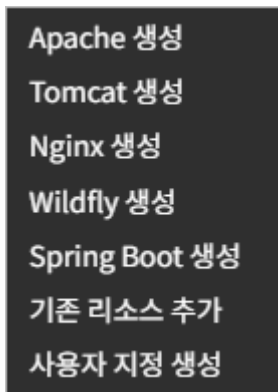 Apache 생성
Tomcat 생성
Nginx 생성
Wildfly 생성
Spring Boot 생성
기존 리소스 추가
사용자 지정 생성